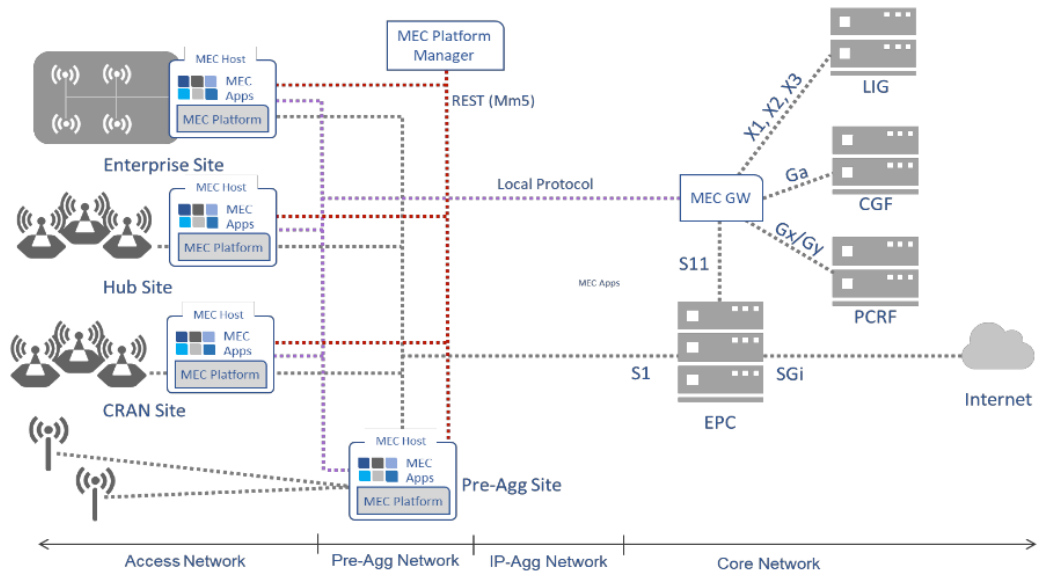 MEC Platform
Manager
MEC Host
MEC
Apps
MEC Platform
Enterprise Site
REST (Mm5)
LIG
X1, X2, X3
MEC Host
MEC
Apps
MEC Platform
Hub Site
Local Protocol
MEC GW
Ga
CGF
Gx/Gy
S11
MEC Apps
PCRF
MEC Host
MEC
Apps
MEC Platform
CRAN Site
S1
SGi
EPC
Internet
MEC Host
MEC
Apps
MEC Platform
Pre-Agg Site
Access Network
Pre-Agg Network
IP-Agg Network
Core Network